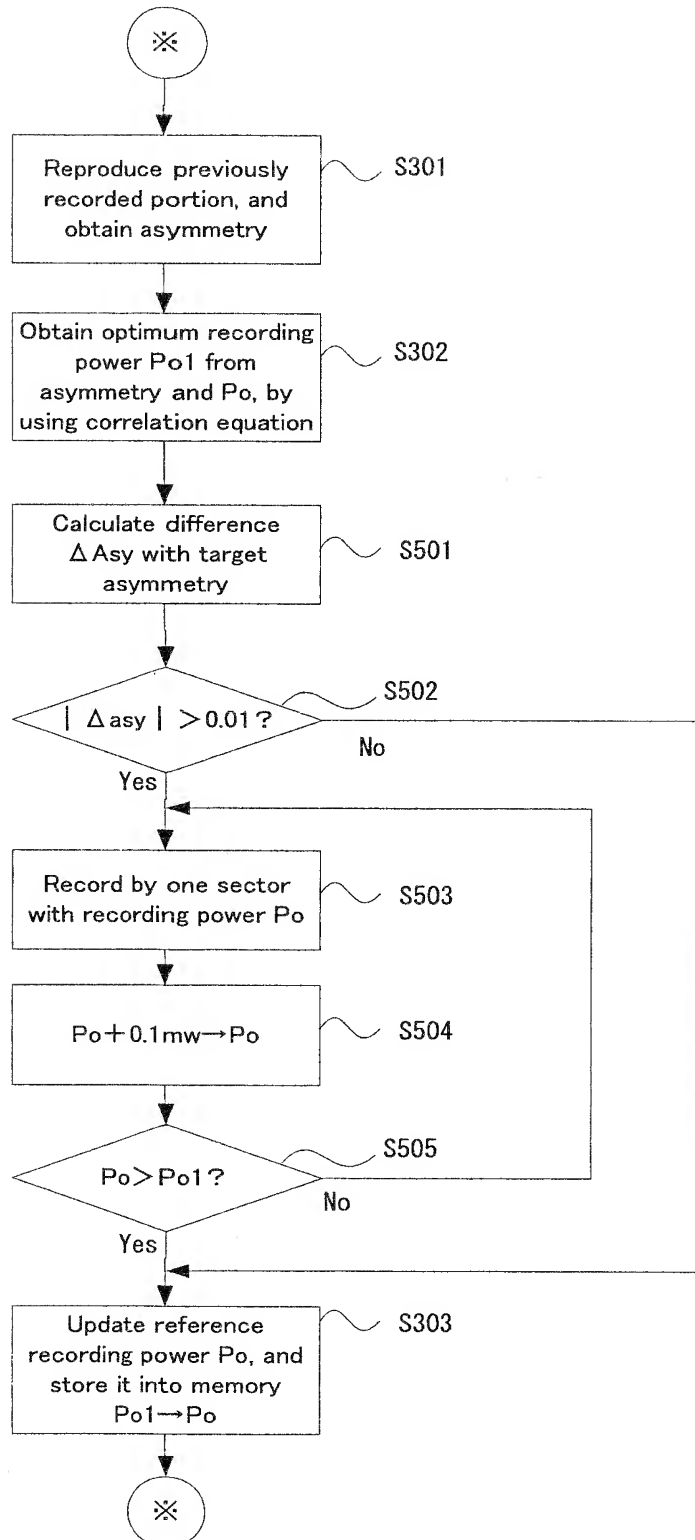 ※
Reproduce previously
recorded portion, and
obtain asymmetry
S301
Obtain optimum recording
power Po1 from
asymmetry and Po, by
using correlation equation
S302
Calculate difference
ΔAsy with target
asymmetry
S501
| Δasy | >0.01?
S502
No
Yes
Record by one sector
with recording power Po
S503
Po+0.1mw→Po
S504
Po>Po1?
S505
No
Yes
Update reference
recording power Po, and
store it into memory
Po1→Po
S303
※